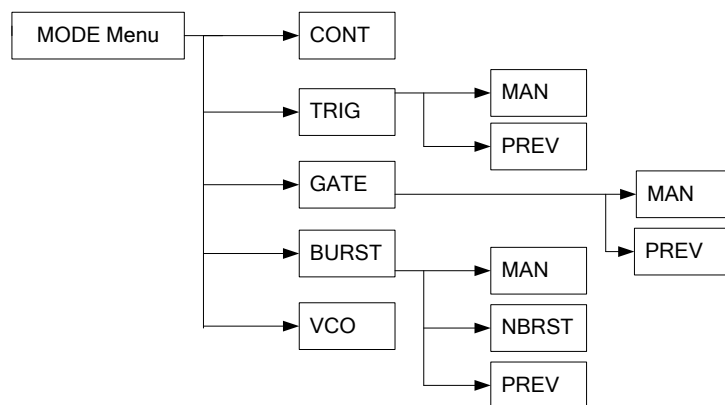 MODE Menu
CONT
TRIG
MAN
PREV
GATE
MAN
PREV
BURST
MAN
NBRST
VCO
PREV